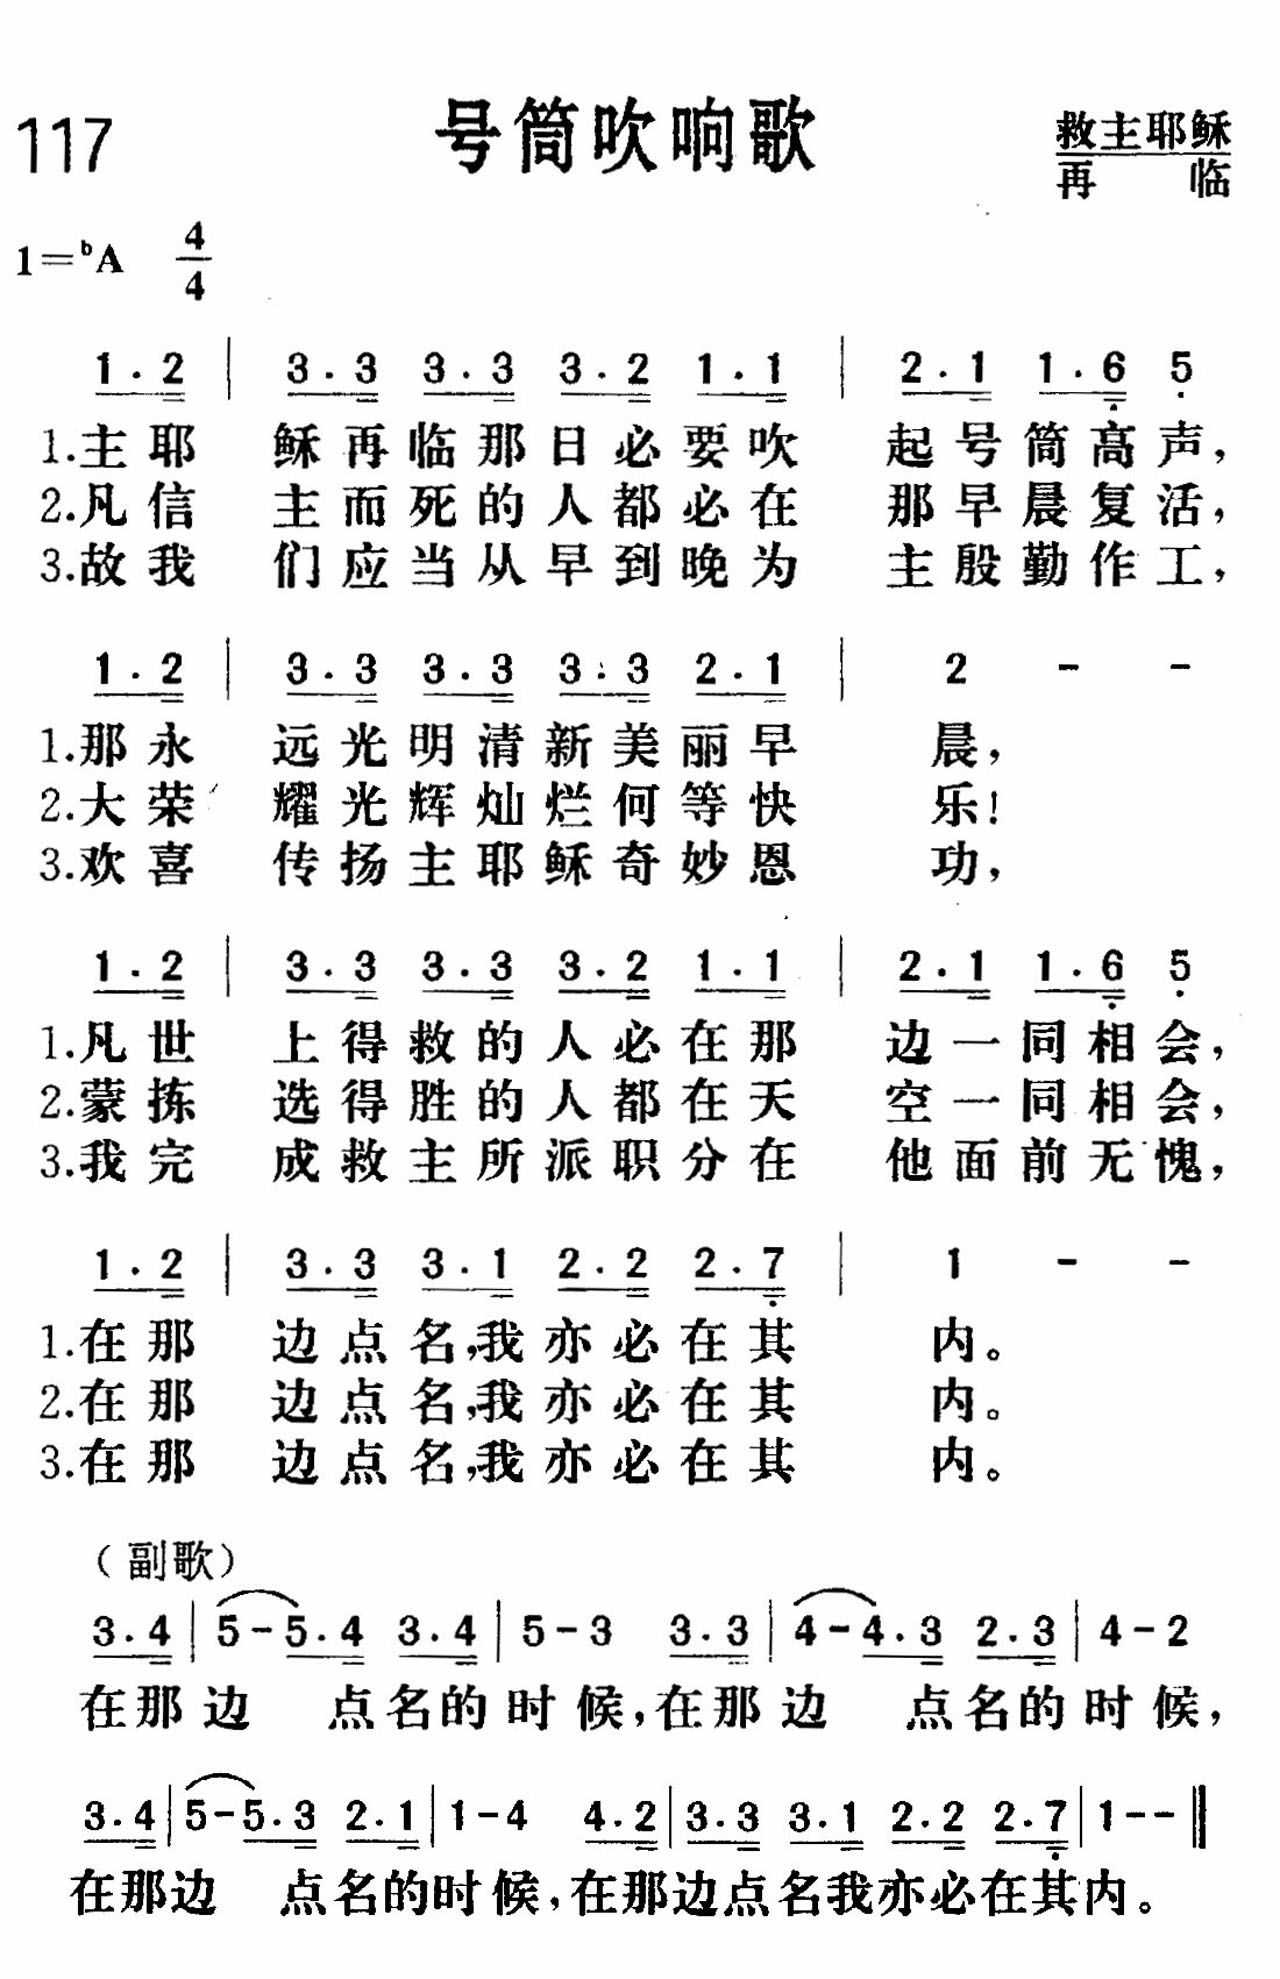 117
号筒吹响歌
救主耶稣
再 临
1=ᵇA 4/4
1·2 | 3·3 3·3 3·2 1·1 | 2·1 1·6̣ 5̣
1.主耶 稣再临那日必要吹 起号筒高声，
2.凡信 主而死的人都必在 那早晨复活，
3.故我 们应当从早到晚为 主殷勤作工，
1·2 | 3·3 3·3 3·3 2·1 | 2 - -
1.那永 远光明清新美丽早 晨，
2.大荣 耀光辉灿烂何等快 乐！
3.欢喜 传扬主耶稣奇妙恩 功，
1·2 | 3·3 3·3 3·2 1·1 | 2·1 1·6̣ 5̣
1.凡世 上得救的人必在那 边一同相会，
2.蒙拣 选得胜的人都在天 空一同相会，
3.我完 成救主所派职分在 他面前无愧，
1·2 | 3·3 3·1 2·2 2·7̣ | 1 - -
1.在那 边点名，我亦必在其 内。
2.在那 边点名，我亦必在其 内。
3.在那 边点名，我亦必在其 内。
（副歌）
3·4 | 5-5·4 3·4 | 5-3 3·3 | 4-4·3 2·3 | 4-2
在那边 点名的时候，在那边 点名的时候，
3·4 | 5-5·3 2·1 | 1-4 4·2 | 3·3 3·1 2·2 2·7̣ | 1-- ‖
在那边 点名的时候，在那边点名我亦必在其内。